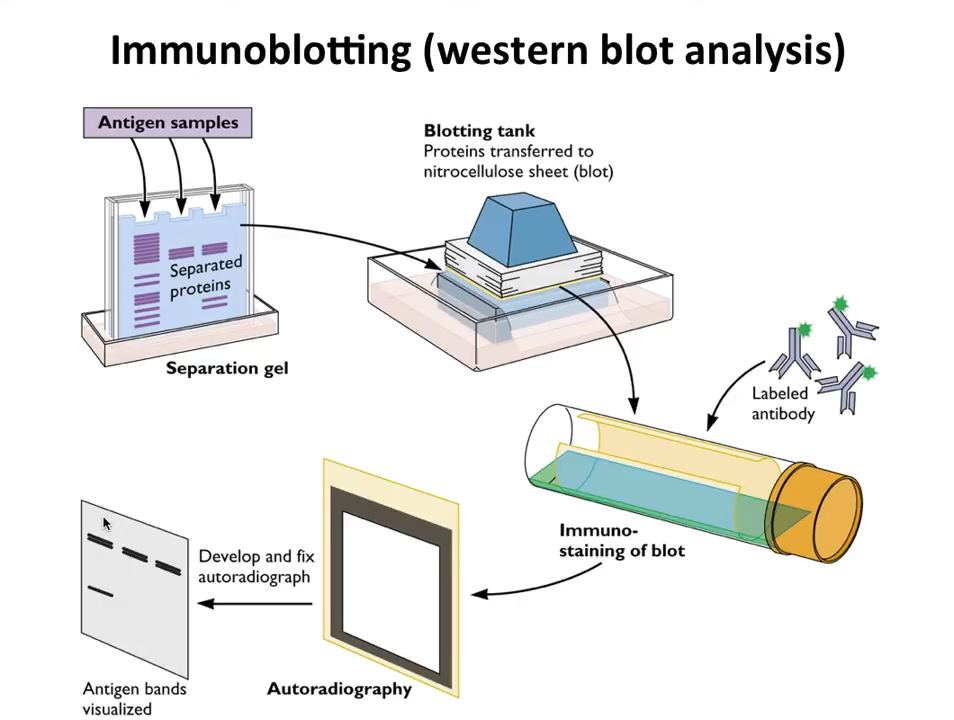 Immunoblotting (western blot analysis)
Antigen samples
Blotting tank
Proteins transferred to
nitrocellulose sheet (blot)
Separated
proteins
Separation gel
Labeled
antibody
Immuno-
staining of blot
Develop and fix
autoradiograph
Autoradiography
Antigen bands
visualized